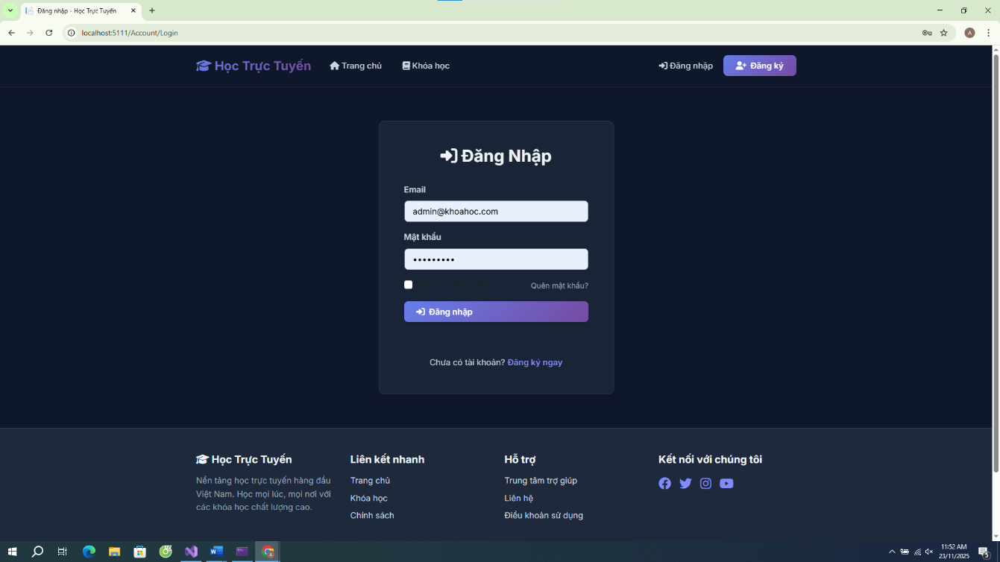 Đăng nhập - Học Trực Tuyến
localhost:5111/Account/Login
A
Học Trực Tuyến
Trang chủ
Khóa học
Đăng nhập
Đăng ký
Đăng Nhập
Email
admin@khoahoc.com
Mật khẩu
•••••••••
Quên mật khẩu?
Đăng nhập
Chưa có tài khoản? Đăng ký ngay
Học Trực Tuyến
Nền tảng học trực tuyến hàng đầu
Việt Nam. Học mọi lúc, mọi nơi với
các khóa học chất lượng cao.
Liên kết nhanh
Trang chủ
Khóa học
Chính sách
Hỗ trợ
Trung tâm trợ giúp
Liên hệ
Điều khoản sử dụng
Kết nối với chúng tôi
11:52 AM
23/11/2025